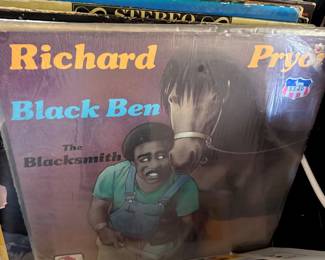 STEREO
Richard Pryo
Black Ben
The
Blacksmith